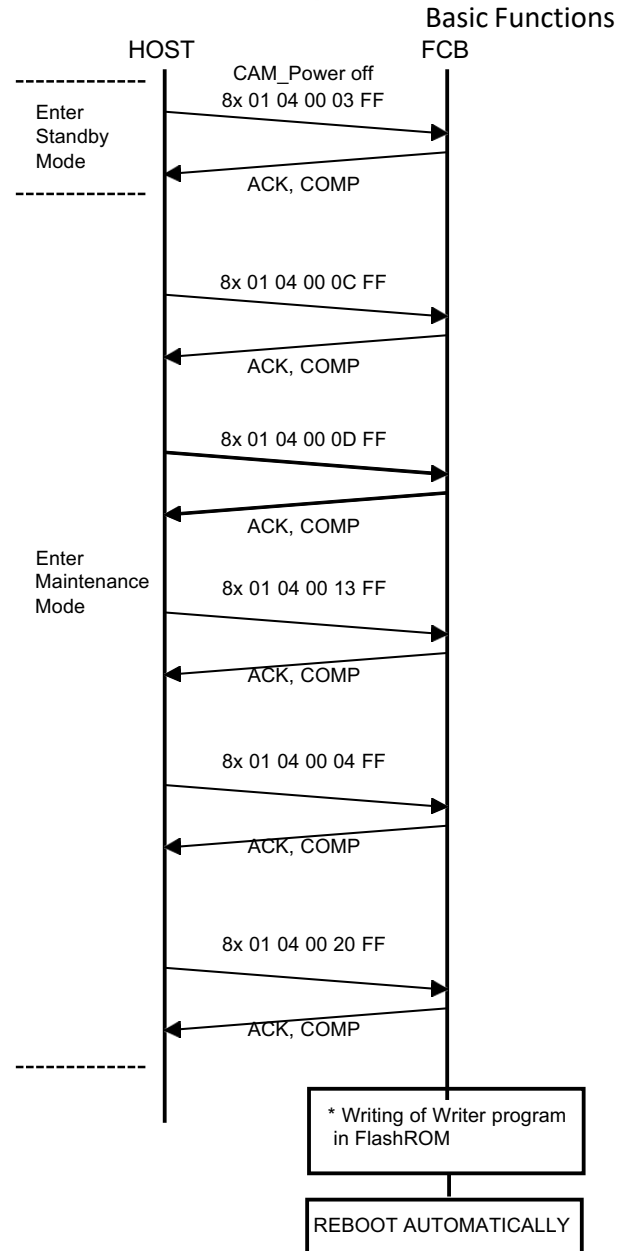 Basic Functions
HOST
FCB
CAM_Power off
8x 01 04 00 03 FF
Enter
Standby
Mode
ACK, COMP
8x 01 04 00 0C FF
ACK, COMP
8x 01 04 00 0D FF
ACK, COMP
Enter
Maintenance
Mode
8x 01 04 00 13 FF
ACK, COMP
8x 01 04 00 04 FF
ACK, COMP
8x 01 04 00 20 FF
ACK, COMP
* Writing of Writer program
in FlashROM
REBOOT AUTOMATICALLY